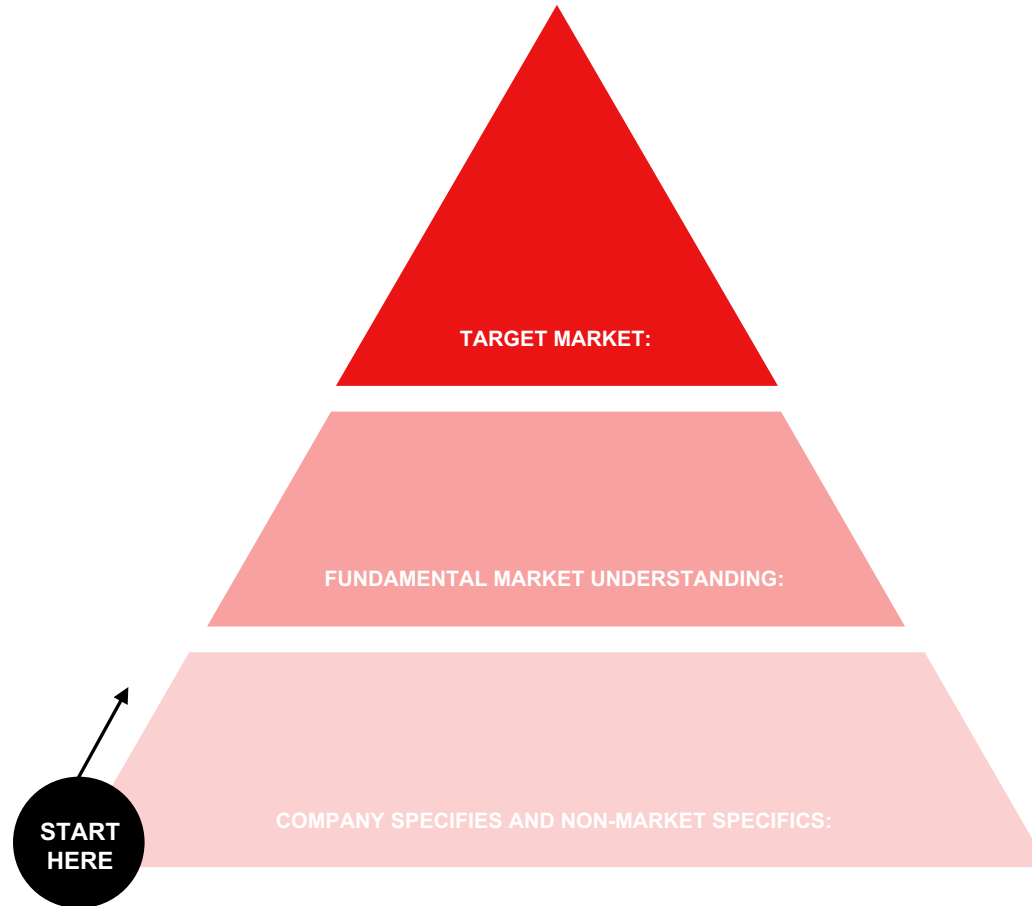 TARGET MARKET:
FUNDAMENTAL MARKET UNDERSTANDING:
COMPANY SPECIFIES AND NON-MARKET SPECIFICS:
START
HERE